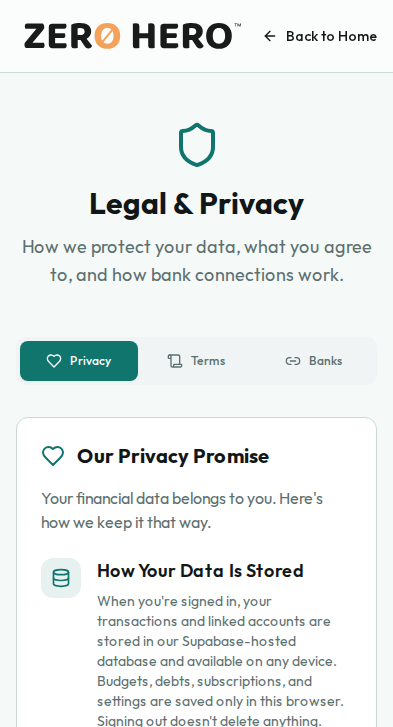 ZERO HERO™
Back to Home
Legal & Privacy
How we protect your data, what you agree
to, and how bank connections work.
Privacy
Terms
Banks
Our Privacy Promise
Your financial data belongs to you. Here's
how we keep it that way.
How Your Data Is Stored
When you're signed in, your
transactions and linked accounts are
stored in our Supabase-hosted
database and available on any device.
Budgets, debts, subscriptions, and
settings are saved only in this browser.
Signing out doesn't delete anything.